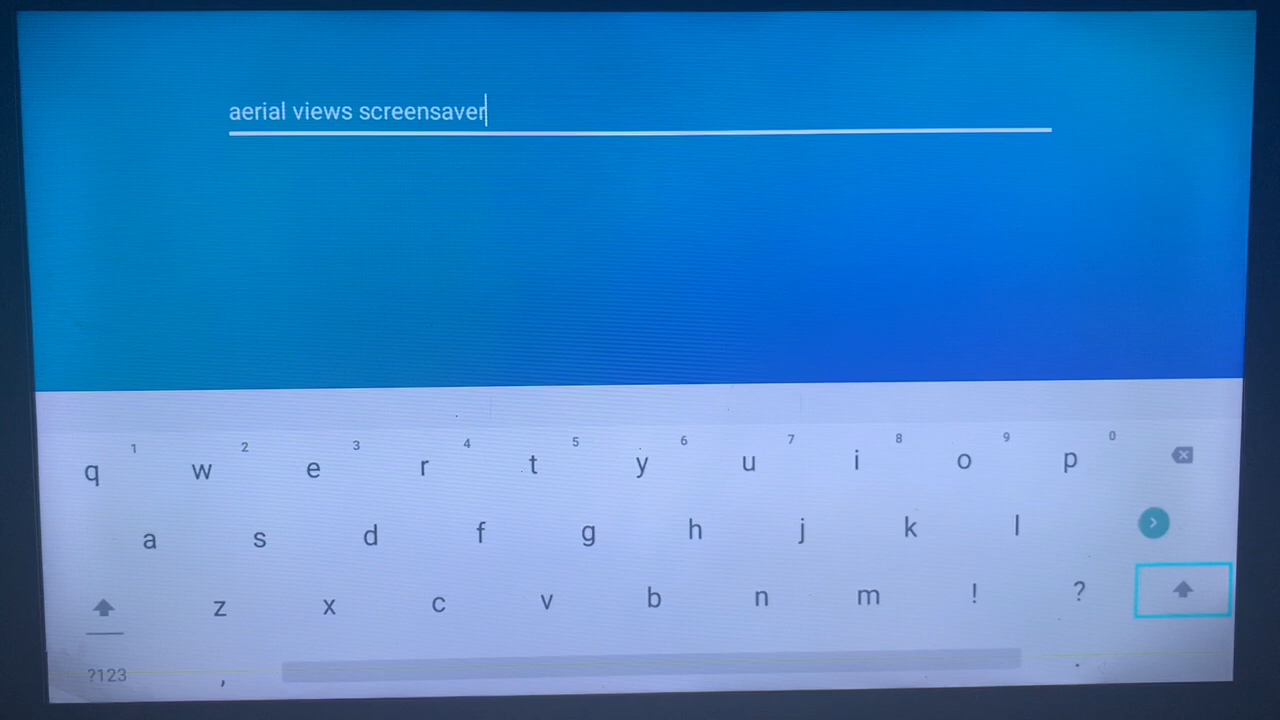 aerial views screensaver
1 2 3 4 5 6 7 8 9 0
q w e r t y u i o p
a s d f g h j k l
z x c v b n m ! ?
?123 , .